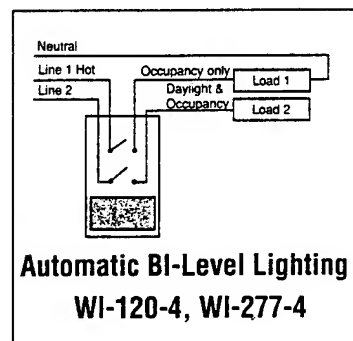 Neutral
Line 1 Hot
Occupancy only
Load 1
Line 2
Daylight &
Occupancy
Load 2
Automatic BI-Level Lighting
WI-120-4, WI-277-4